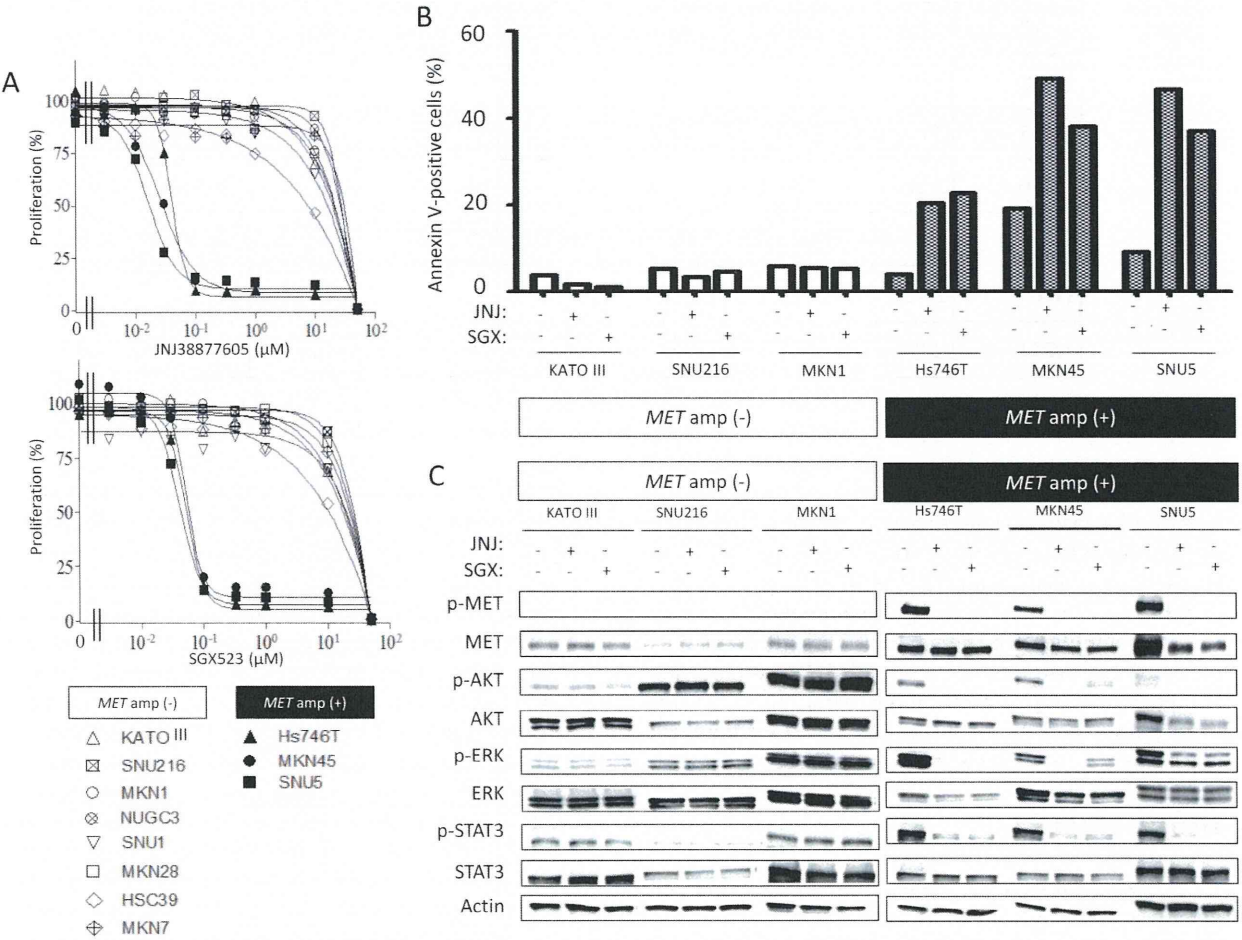 A
100
75
50
25
0
Proliferation (%)
0 10-2 10-1 100 101 102
JNJ38877605 (µM)
100
75
50
25
0
Proliferation (%)
0 10-2 10-1 100 101 102
SGX523 (µM)
MET amp (-)
KATO III
SNU216
MKN1
NUGC3
SNU1
MKN28
HSC39
MKN7
MET amp (+)
Hs746T
MKN45
SNU5
B
60
40
20
0
Annexin V-positive cells (%)
JNJ: - + - - + - - + - - + - - + - - + -
SGX: - - + - - + - - + - - + - - + - - +
KATO III SNU216 MKN1 Hs746T MKN45 SNU5
MET amp (-) MET amp (+)
C
MET amp (-) MET amp (+)
KATO III SNU216 MKN1 Hs746T MKN45 SNU5
JNJ: - + - - + - - + - - + - - + - - + -
SGX: - - + - - + - - + - - + - - + - - +
p-MET
MET
p-AKT
AKT
p-ERK
ERK
p-STAT3
STAT3
Actin